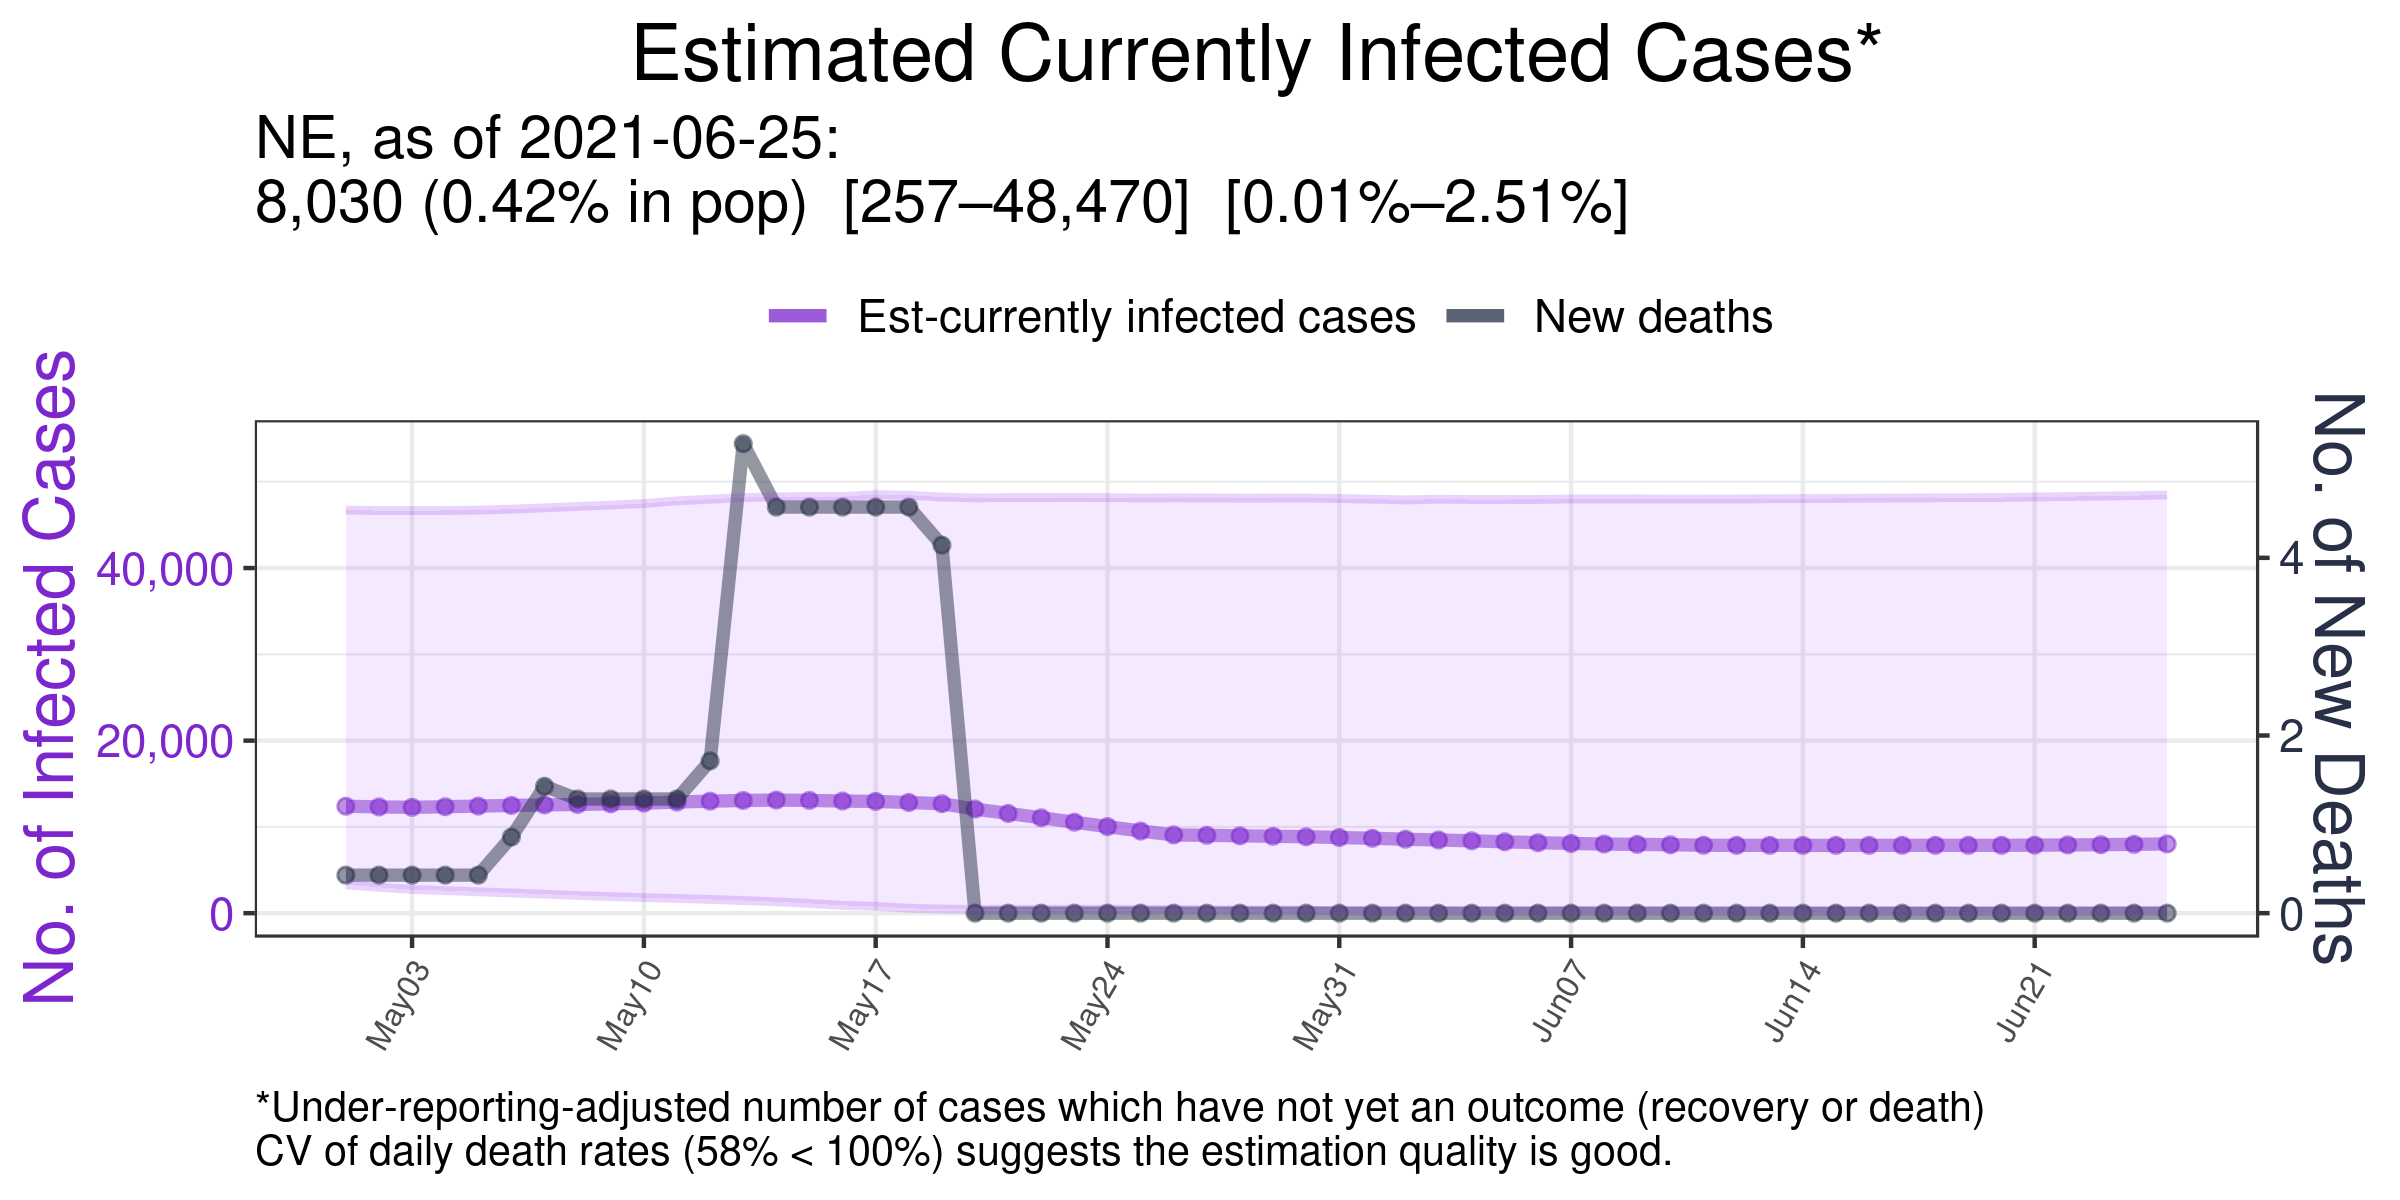 Estimated Currently Infected Cases*
NE, as of 2021-06-25:
8,030 (0.42% in pop)  [257–48,470]  [0.01%–2.51%]
Est-currently infected cases
New deaths
No. of Infected Cases
40,000
20,000
0
No. of New Deaths
4
2
0
May03
May10
May17
May24
May31
Jun07
Jun14
Jun21
*Under-reporting-adjusted number of cases which have not yet an outcome (recovery or death)
CV of daily death rates (58% < 100%) suggests the estimation quality is good.